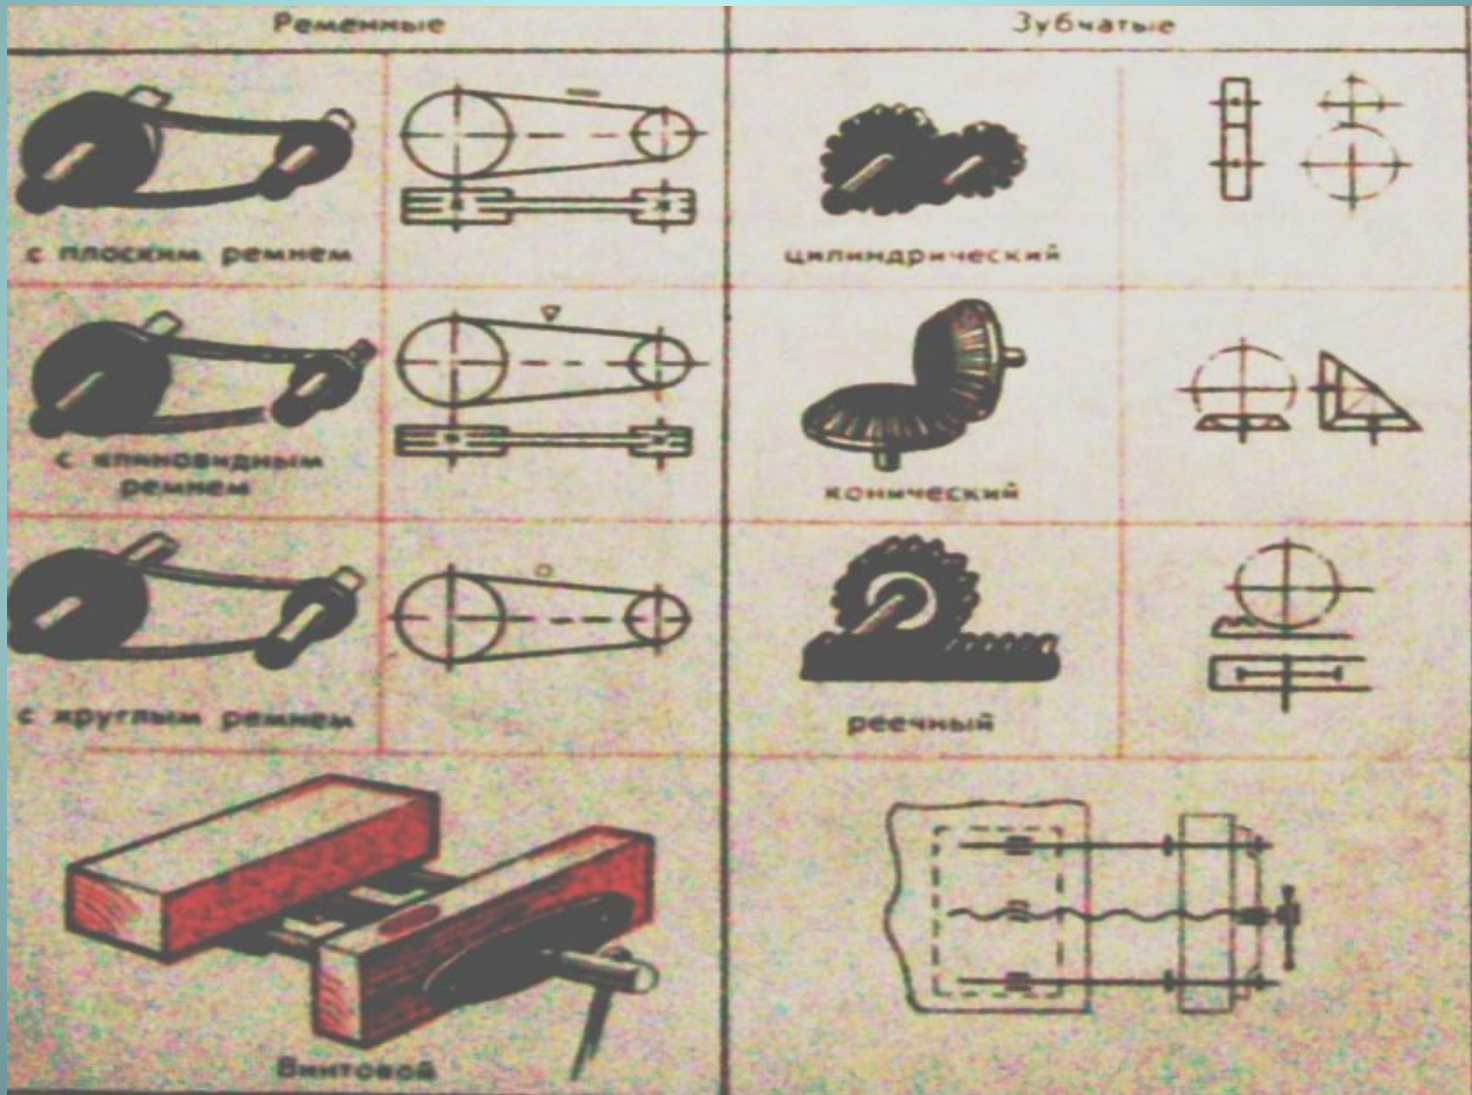 Ременные
Зубчатые
с плоским ремнем
цилиндрический
с клиновидным
ремнем
конический
с круглым ремнем
реечный
Винтовой